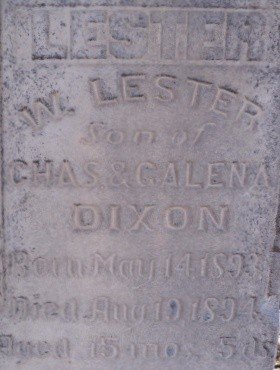 LESTER
W. LESTER
Son of
CHAS. & GALENA
DIXON
Born May 14. 1893
Died Aug 19 1894
Aged 15 mos. 5 ds